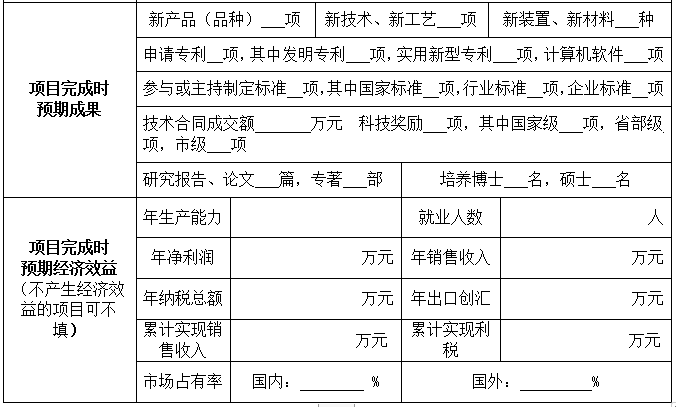 新产品（品种）___项 新技术、新工艺___项 新装置、新材料___种
申请专利__项,其中发明专利___项,实用新型专利___项,计算机软件___项
项目完成时
预期成果
参与或主持制定标准__项,其中国家标准__项,行业标准__项,企业标准__项
技术合同成交额_______万元 科技奖励___项，其中国家级___项，省部级
项，市级___项
研究报告、论文___篇，专著___部 培养博士___名，硕士___名
项目完成时
预期经济效益
（不产生经济效
益的项目可不
填）
年生产能力 就业人数 人
年净利润 万元 年销售收入 万元
年纳税总额 万元 年出口创汇 万元
累计实现销
售收入 万元
累计实现利
税 万元
市场占有率 国内：________ % 国外：_________%